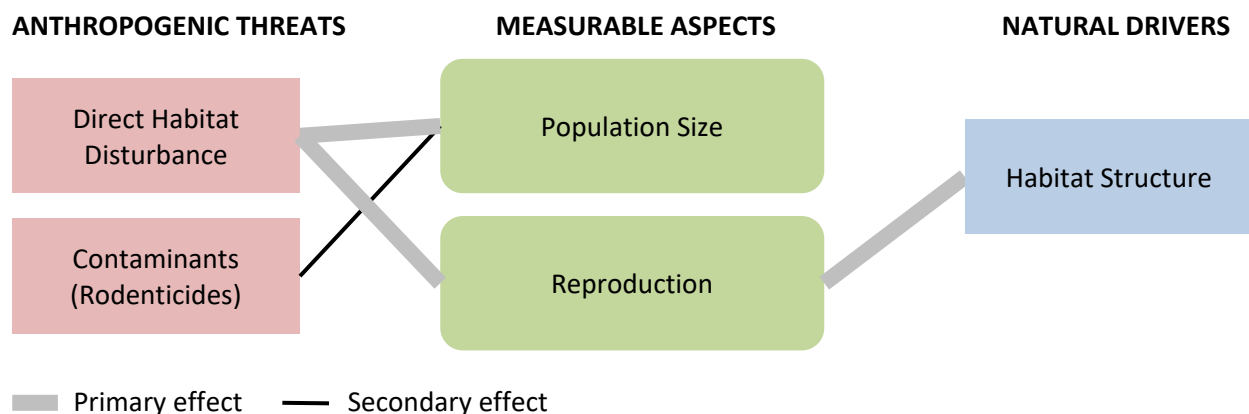 ANTHROPOGENIC THREATS
MEASURABLE ASPECTS
NATURAL DRIVERS
Direct Habitat
Disturbance
Population Size
Habitat Structure
Contaminants
(Rodenticides)
Reproduction
Primary effect
Secondary effect